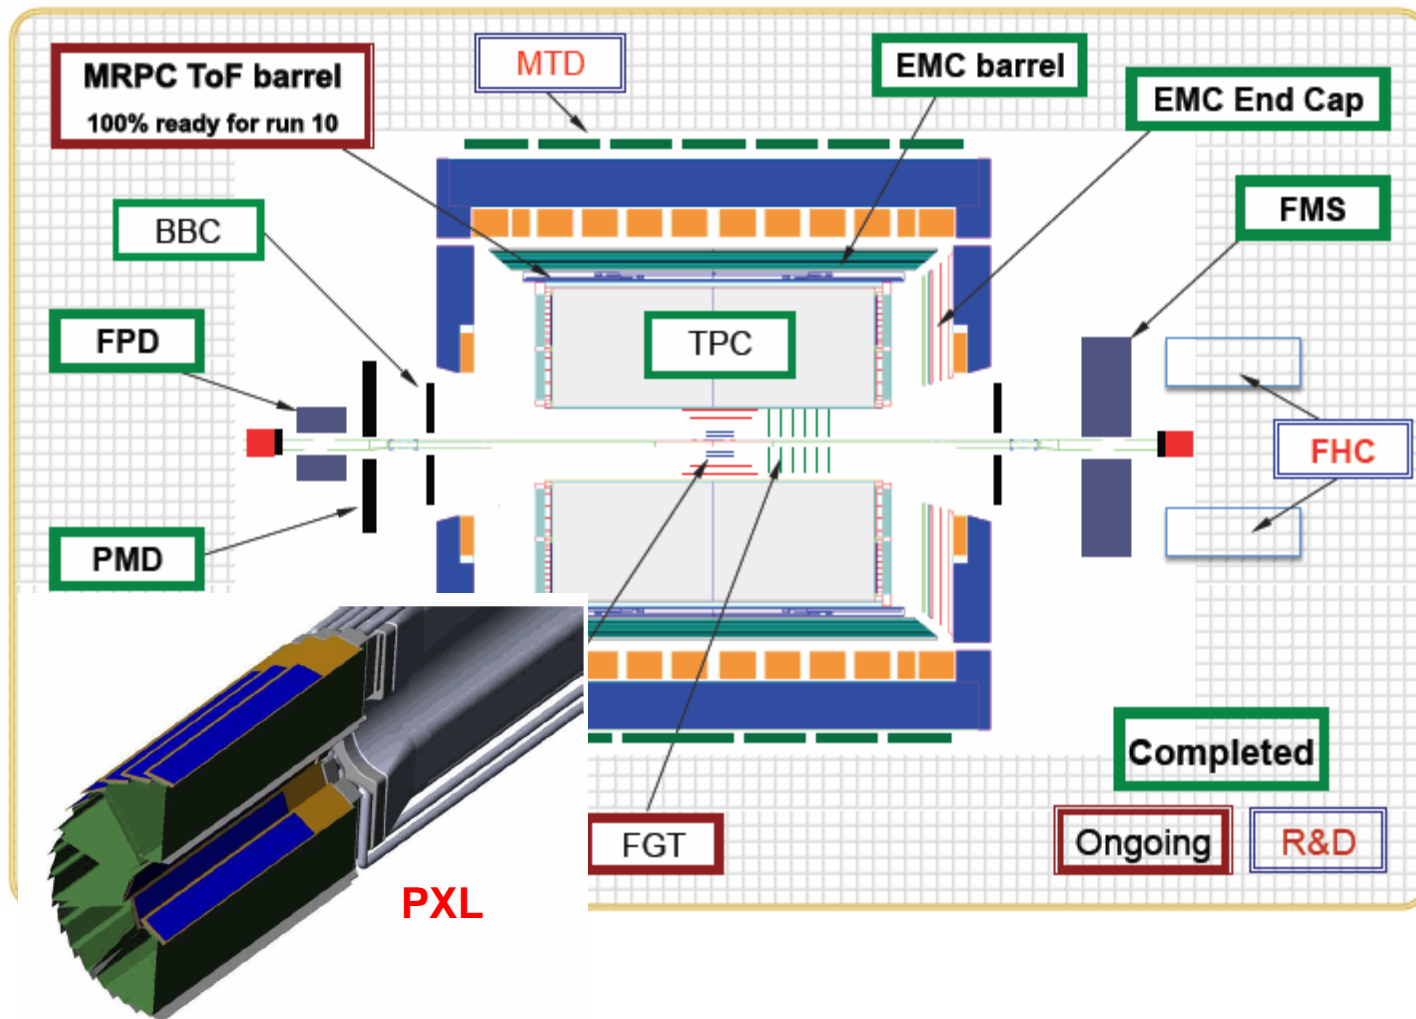 MRPC ToF barrel
100% ready for run 10
MTD
EMC barrel
EMC End Cap
BBC
FMS
FPD
TPC
FHC
PMD
Completed
FGT
Ongoing
R&D
PXL